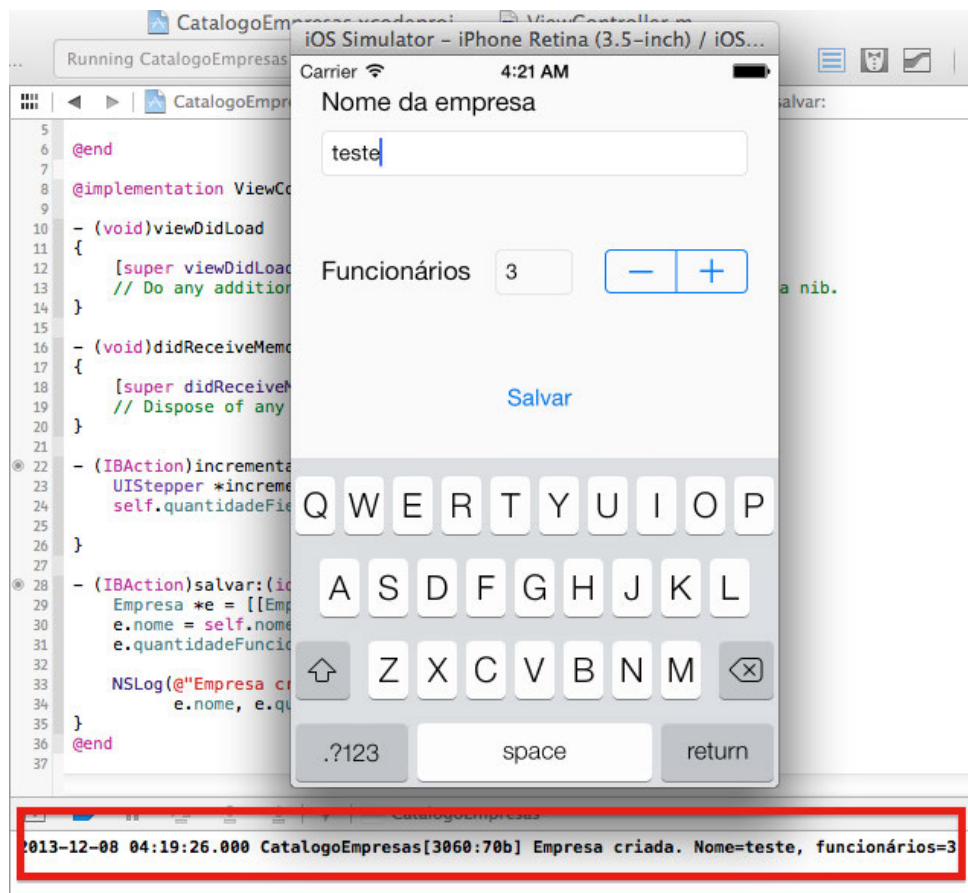 CatalogoEmpresas.xcodeproj
ViewController.m
iOS Simulator – iPhone Retina (3.5-inch) / iOS...
... Running CatalogoEmpresas
Carrier 4:21 AM
CatalogoEmpre
salvar:
Nome da empresa
teste
Funcionários 3 — +
Salvar
5
6 @end
7
8 @implementation ViewCo
9
10 - (void)viewDidLoad
11 {
12 [super viewDidLoad
13 // Do any addition
a nib.
14 }
15
16 - (void)didReceiveMemo
17 {
18 [super didReceiveM
19 // Dispose of any
20 }
21
22 - (IBAction)incrementa
23 UIStepper *increme
24 self.quantidadeFie
25
26 }
27
28 - (IBAction)salvar:(id
29 Empresa *e = [[Emp
30 e.nome = self.nome
31 e.quantidadeFuncio
32
33 NSLog(@"Empresa cr
34 e.nome, e.qu
35 }
36 @end
37
Q W E R T Y U I O P
A S D F G H J K L
Z X C V B N M
.?123 space return
CatalogoEmpresas
2013-12-08 04:19:26.000 CatalogoEmpresas[3060:70b] Empresa criada. Nome=teste, funcionários=3